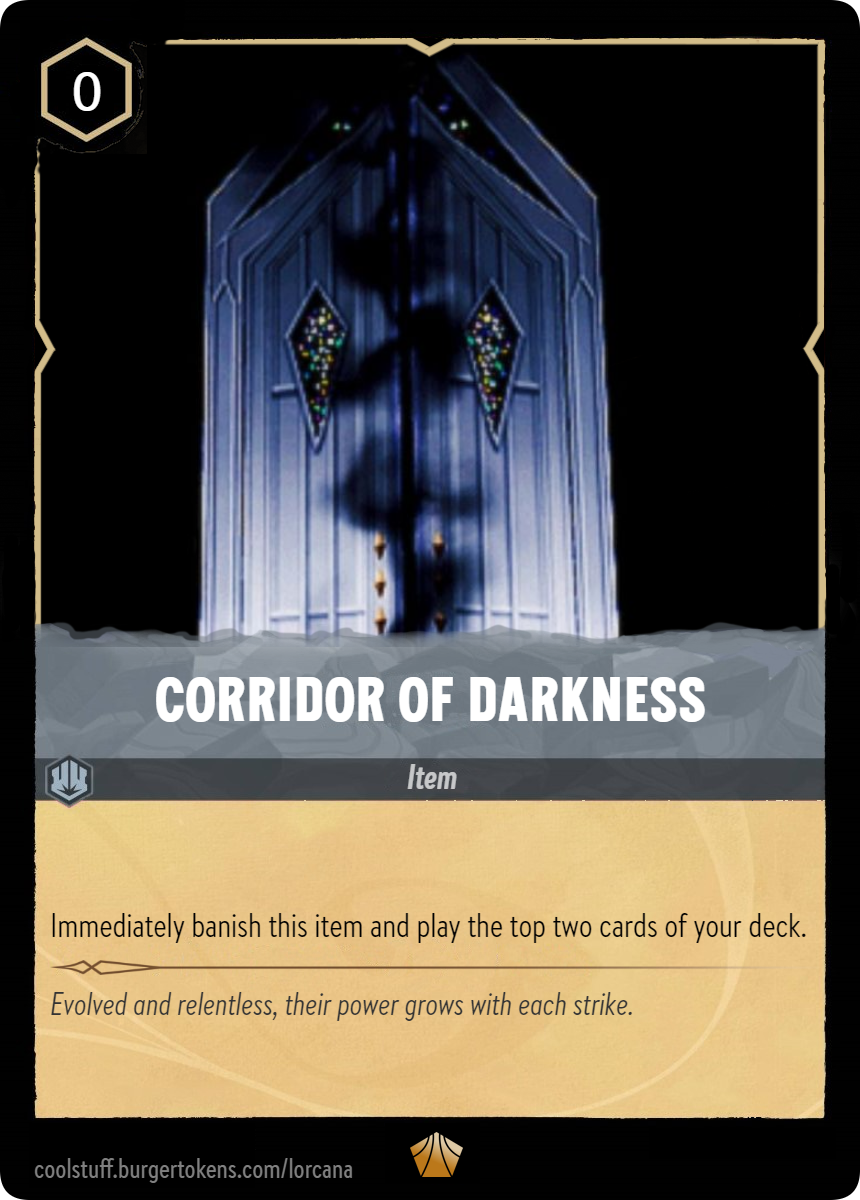 0
CORRIDOR OF DARKNESS
Item
Immediately banish this item and play the top two cards of your deck.
Evolved and relentless, their power grows with each strike.
coolstuff.burgertokens.com/lorcana